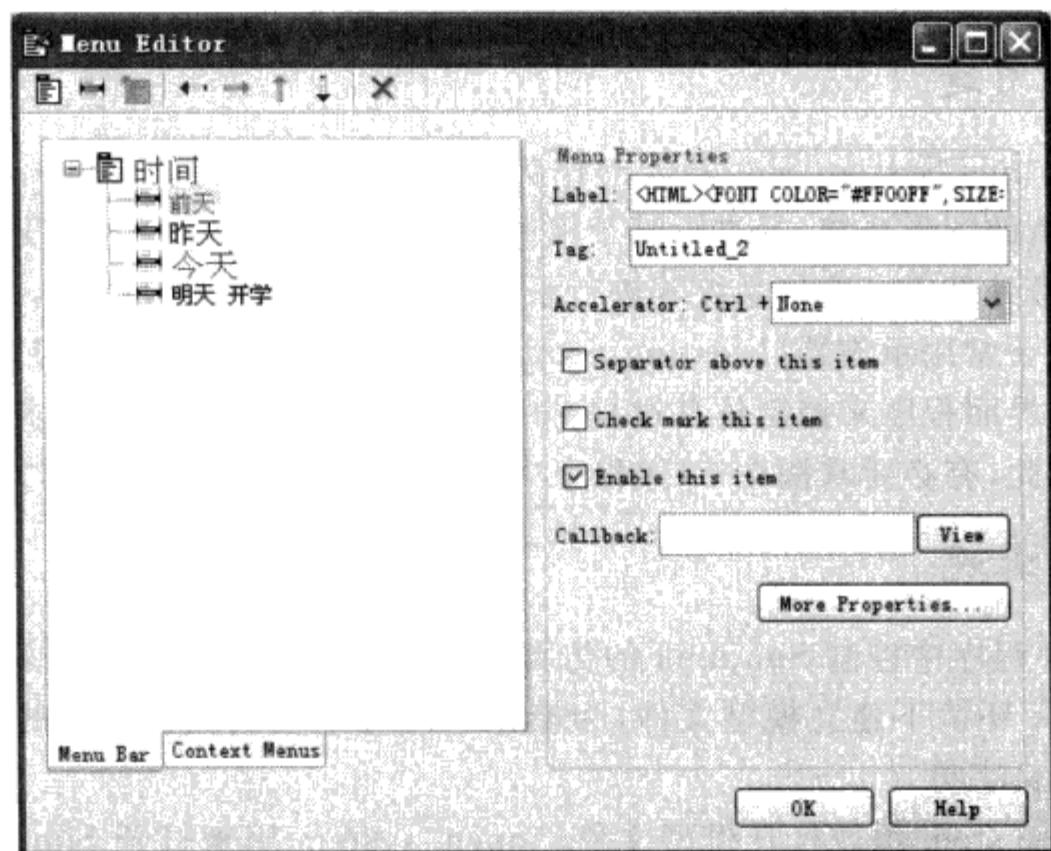 Menu Editor
时间
前天
昨天
今天
明天 开学
Menu Bar
Context Menus
Menu Properties
Label: <HTML><FONT COLOR="#FF00FF",SIZE=
Tag: Untitled_2
Accelerator: Ctrl + None
Separator above this item
Check mark this item
Enable this item
Callback: View
More Properties...
OK
Help